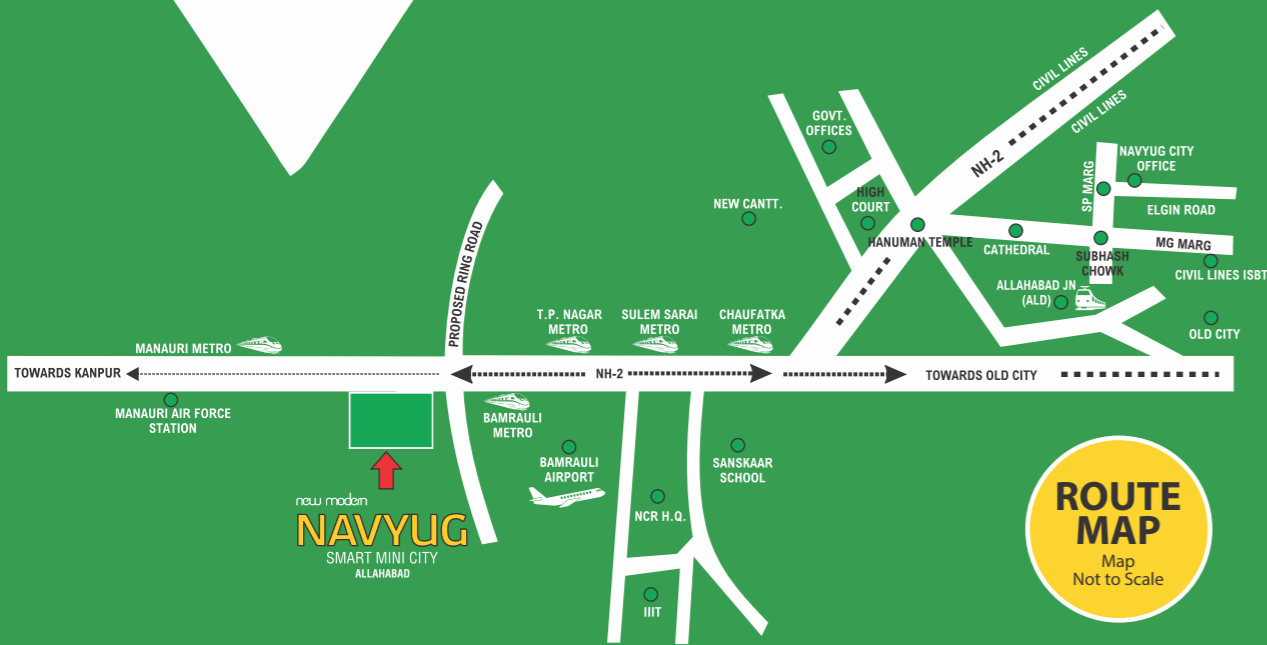 CIVIL LINES
CIVIL LINES
NH-2
GOVT.
OFFICES
NAVYUG CITY
OFFICE
SP MARG
ELGIN ROAD
HIGH
COURT
NEW CANTT.
HANUMAN TEMPLE
CATHEDRAL
MG MARG
SUBHASH
CHOWK
CIVIL LINES ISBT
ALLAHABAD JN
(ALD)
OLD CITY
PROPOSED RING ROAD
T.P. NAGAR
METRO
SULEM SARAI
METRO
CHAUFATKA
METRO
MANAURI METRO
TOWARDS KANPUR
NH-2
TOWARDS OLD CITY
MANAURI AIR FORCE
STATION
BAMRAULI
METRO
BAMRAULI
AIRPORT
SANSKAAR
SCHOOL
NCR H.Q.
IIIT
new modern
NAVYUG
SMART MINI CITY
ALLAHABAD
ROUTE
MAP
Map
Not to Scale